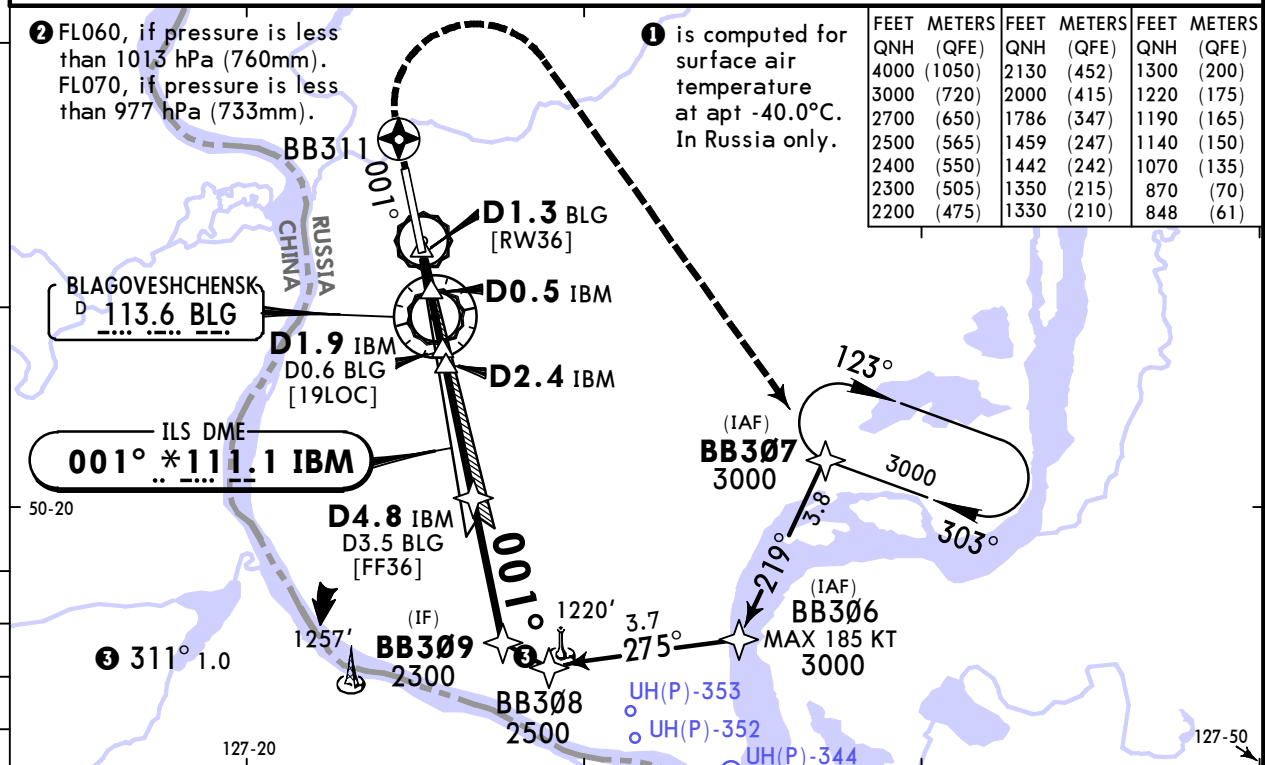 ❷ FL060, if pressure is less
than 1013 hPa (760mm).
FL070, if pressure is less
than 977 hPa (733mm).
❶ is computed for
surface air
temperature
at apt -40.0°C.
In Russia only.
FEET METERS FEET METERS FEET METERS
QNH (QFE) QNH (QFE) QNH (QFE)
4000 (1050) 2130 (452) 1300 (200)
3000 (720) 2000 (415) 1220 (175)
2700 (650) 1786 (347) 1190 (165)
2500 (565) 1459 (247) 1140 (150)
2400 (550) 1442 (242) 1070 (135)
2300 (505) 1350 (215) 870 (70)
2200 (475) 1330 (210) 848 (61)
BB311
001°
D1.3 BLG
[RW36]
RUSSIA
CHINA
BLAGOVESHCHENSK
D 113.6 BLG
D0.5 IBM
D1.9 IBM
D0.6 BLG
[19LOC]
D2.4 IBM
123°
(IAF)
BB3Ø7
3000
3000
303°
ILS DME
001° *111.1 IBM
3.8
219°
50-20
D4.8 IBM
D3.5 BLG
[FF36]
001°
(IAF)
BB3Ø6
MAX 185 KT
3000
1220'
3.7
275°
1257'
(IF)
BB3Ø9
2300
❸
❸ 311° 1.0
BB3Ø8
2500
UH(P)-353
UH(P)-352
UH(P)-344
127-20
127-50